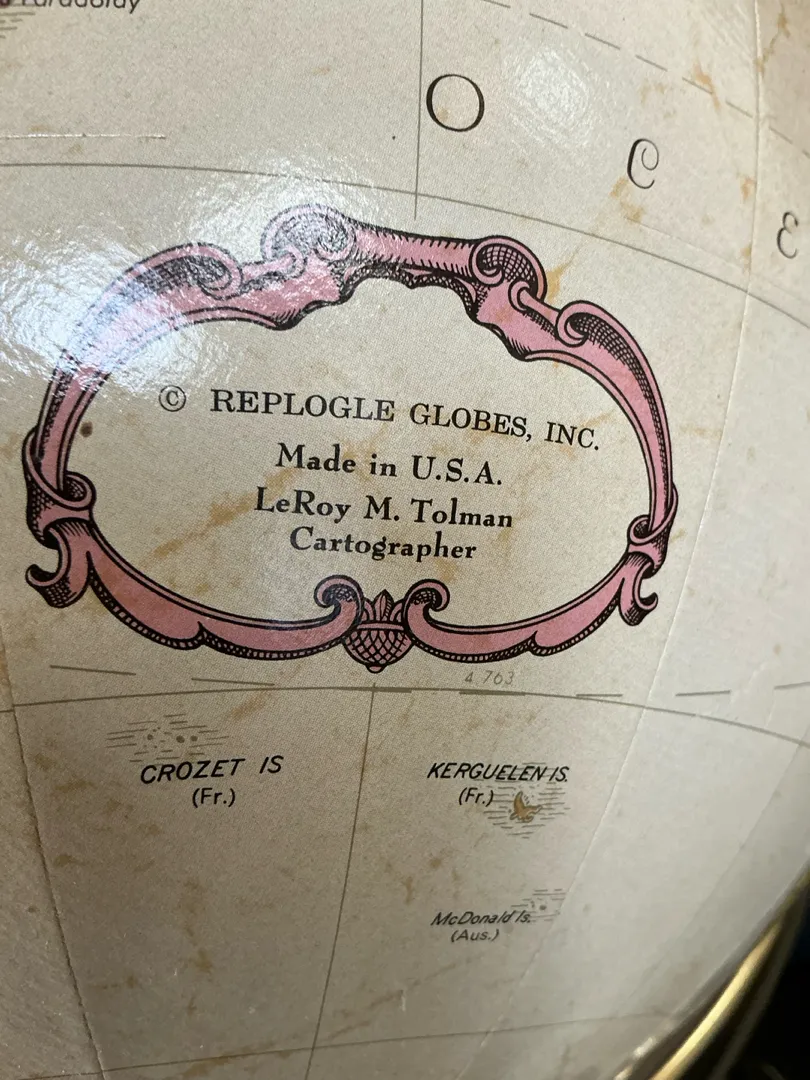 O
C
E
© REPLOGLE GLOBES, INC.
Made in U.S.A.
LeRoy M. Tolman
Cartographer
4 763
CROZET IS
(Fr.)
KERGUELEN IS.
(Fr.)
McDonald Is.
(Aus.)